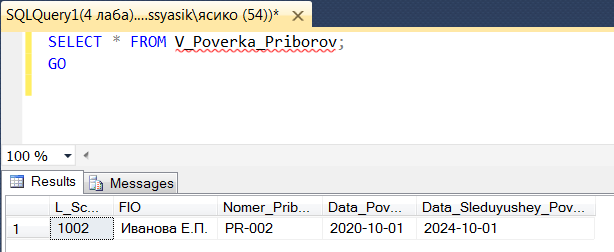 SQLQuery1(4 лаба)....ssyasik\ясико (54))* ×
SELECT * FROM V_Poverka_Priborov;
GO
100 %
Results Messages
L_Sc... FIO Nomer_Prib... Data_Pov... Data_Sleduyushey_Pov...
1 1002 Иванова Е.П. PR-002 2020-10-01 2024-10-01